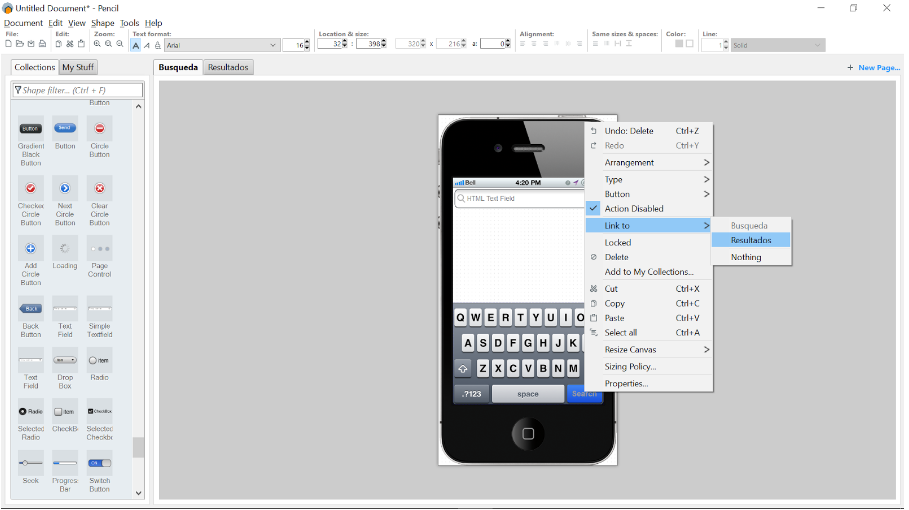 Untitled Document* - Pencil
Document Edit View Shape Tools Help
File: Edit: Zoom: Text format: Location & size: Alignment: Same sizes & spaces: Color: Line:
A A A Arial 16 32 : 398 320 x 216 a: 0 1 Solid
Collections My Stuff Busqueda Resultados + New Page...
Shape filter... (Ctrl + F)
Button
Button Send
Gradient Black Button
Button
Circle Button
Checker Circle Button
Next Circle Button
Clear Circle Button
Add Circle Button
Loading
Page Control
Back
Back Button
Text Field
Simple Textfield
Item
Text Field
Drop Box
Radio
Radio Item CheckBox
Selected Radio
CheckB
Selected Checkbo
ON
Seek
Progres Bar
Switch Button
Bell 4:20 PM
HTML Text Field
Q W E R T Y U I O
A S D F G H J K
Z X C V B N M
.?123 space Search
Undo: Delete Ctrl+Z
Redo Ctrl+Y
Arrangement >
Type >
Button >
Action Disabled
Link to >
Locked
Delete
Add to My Collections...
Cut Ctrl+X
Copy Ctrl+C
Paste Ctrl+V
Select all Ctrl+A
Resize Canvas >
Sizing Policy...
Properties...
Busqueda
Resultados
Nothing